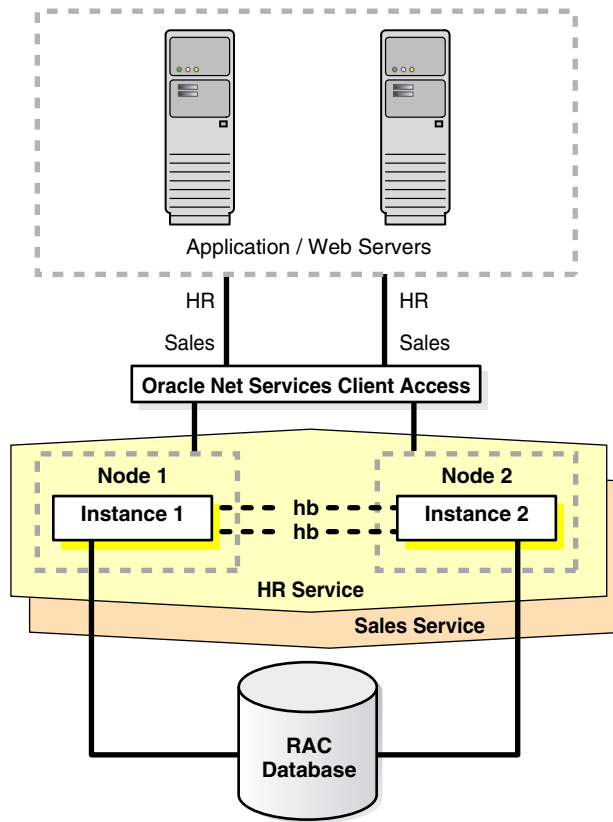 Application / Web Servers
HR
HR
Sales
Sales
Oracle Net Services Client Access
Node 1
Node 2
Instance 1
hb
Instance 2
hb
HR Service
Sales Service
RAC
Database